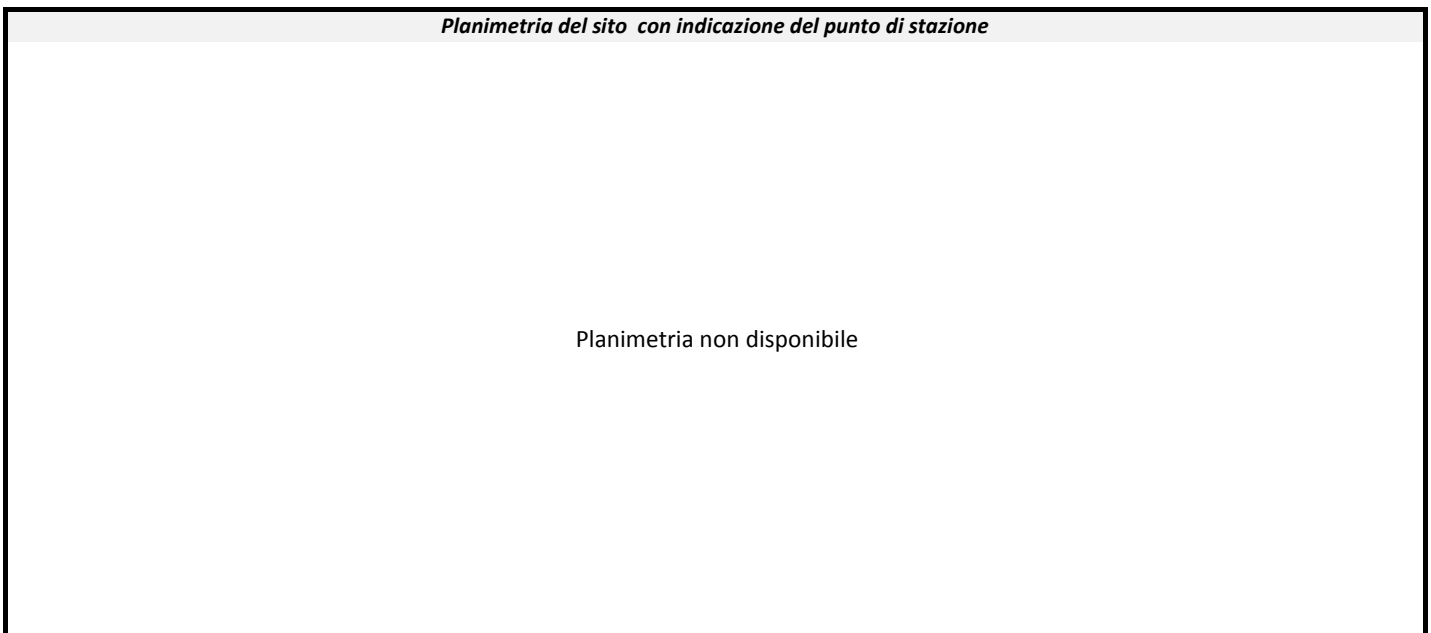 Planimetria del sito  con indicazione del punto di stazione
Planimetria non disponibile